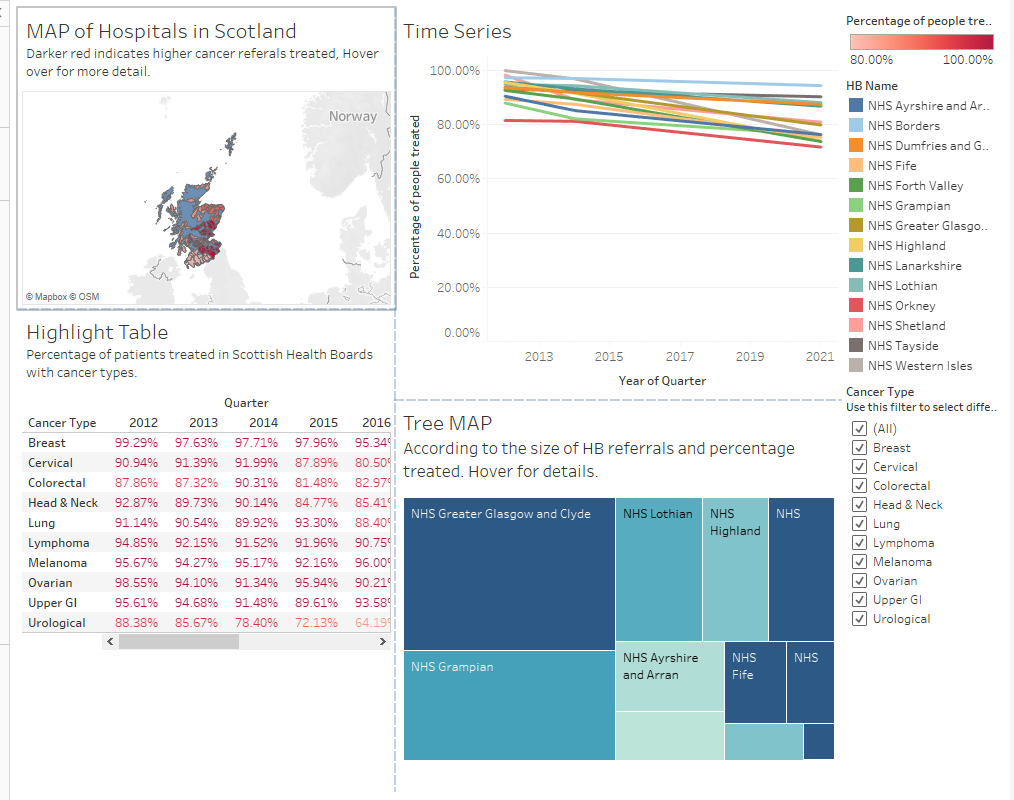 MAP of Hospitals in Scotland
Darker red indicates higher cancer referals treated, Hover
over for more detail.
Norway
© Mapbox © OSM
Time Series
100.00%
80.00%
60.00%
40.00%
20.00%
0.00%
Percentage of people treated
2013 2015 2017 2019 2021
Year of Quarter
Highlight Table
Percentage of patients treated in Scottish Health Boards
with cancer types.
Quarter
Cancer Type 2012 2013 2014 2015 2016
Breast 99.29% 97.63% 97.71% 97.96% 95.34%
Cervical 90.94% 91.39% 91.99% 87.89% 80.50%
Colorectal 87.86% 87.32% 90.31% 81.48% 82.97%
Head & Neck 92.87% 89.73% 90.14% 84.77% 85.41%
Lung 91.14% 90.54% 89.92% 93.30% 88.40%
Lymphoma 94.85% 92.15% 91.52% 91.96% 90.75%
Melanoma 95.67% 94.27% 95.17% 92.16% 96.00%
Ovarian 98.55% 94.10% 91.34% 95.94% 90.21%
Upper GI 95.61% 94.68% 91.48% 89.61% 93.58%
Urological 88.38% 85.67% 78.40% 72.13% 64.19%
Tree MAP
According to the size of HB referrals and percentage
treated. Hover for details.
NHS Greater Glasgow and Clyde
NHS Grampian
NHS Lothian
NHS
Highland
NHS
NHS Ayrshire
and Arran
NHS
Fife
NHS
Percentage of people tre..
80.00% 100.00%
HB Name
NHS Ayrshire and Ar..
NHS Borders
NHS Dumfries and G..
NHS Fife
NHS Forth Valley
NHS Grampian
NHS Greater Glasgo..
NHS Highland
NHS Lanarkshire
NHS Lothian
NHS Orkney
NHS Shetland
NHS Tayside
NHS Western Isles
Cancer Type
Use this filter to select diffe..
(All)
Breast
Cervical
Colorectal
Head & Neck
Lung
Lymphoma
Melanoma
Ovarian
Upper GI
Urological